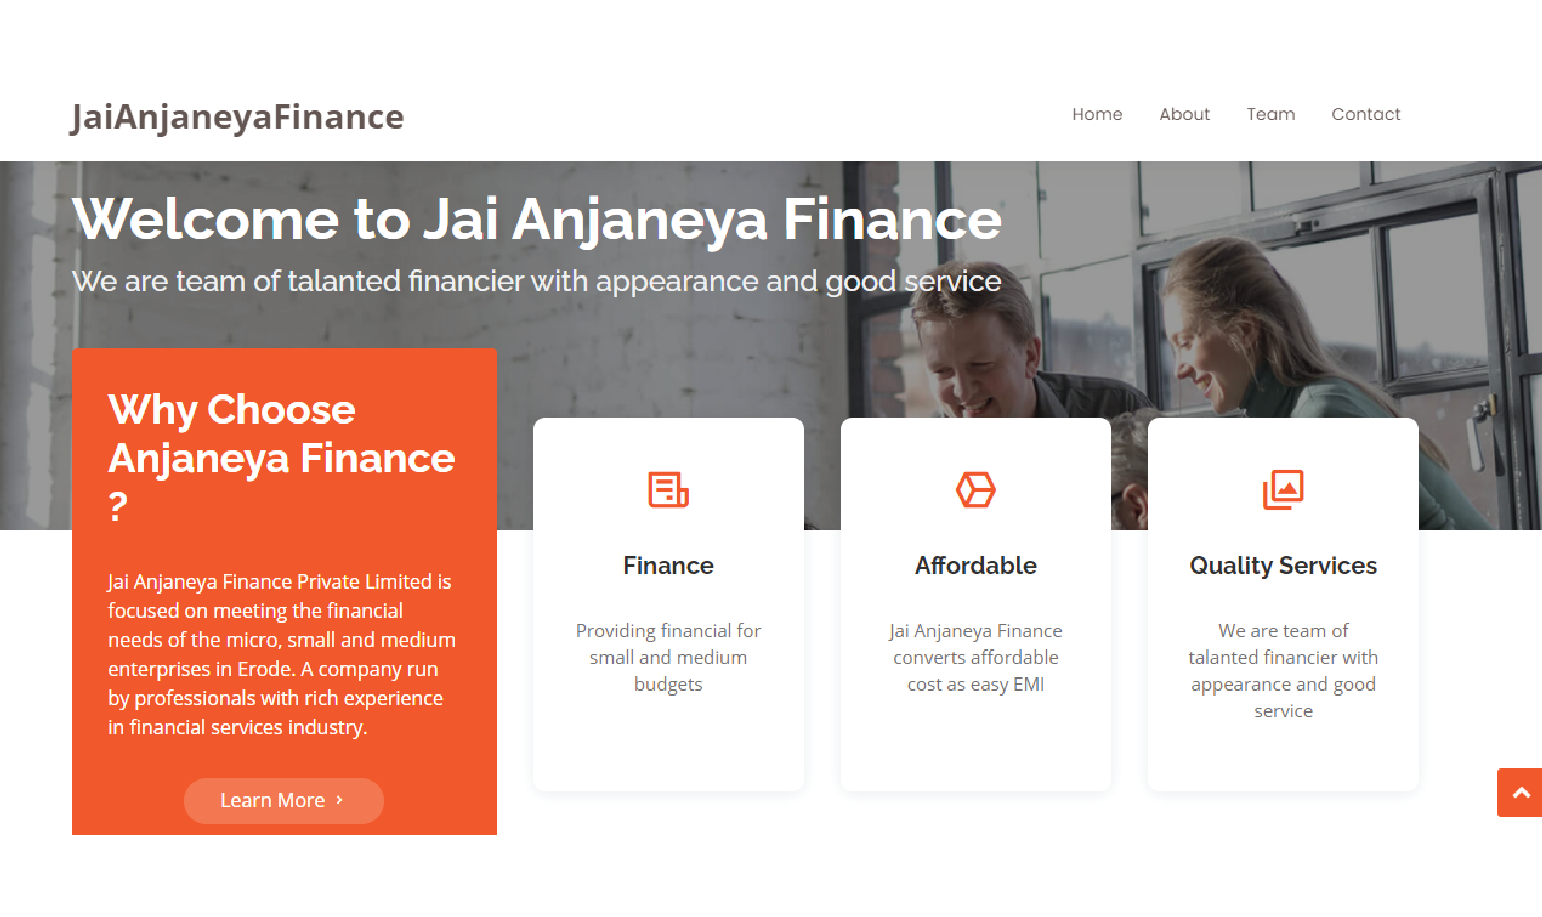 JaiAnjaneyaFinance
Home About Team Contact
Welcome to Jai Anjaneya Finance
We are team of talanted financier with appearance and good service
Why Choose
Anjaneya Finance
?
Jai Anjaneya Finance Private Limited is
focused on meeting the financial
needs of the micro, small and medium
enterprises in Erode. A company run
by professionals with rich experience
in financial services industry.
Learn More
Finance
Providing financial for
small and medium
budgets
Affordable
Jai Anjaneya Finance
converts affordable
cost as easy EMI
Quality Services
We are team of
talanted financier with
appearance and good
service